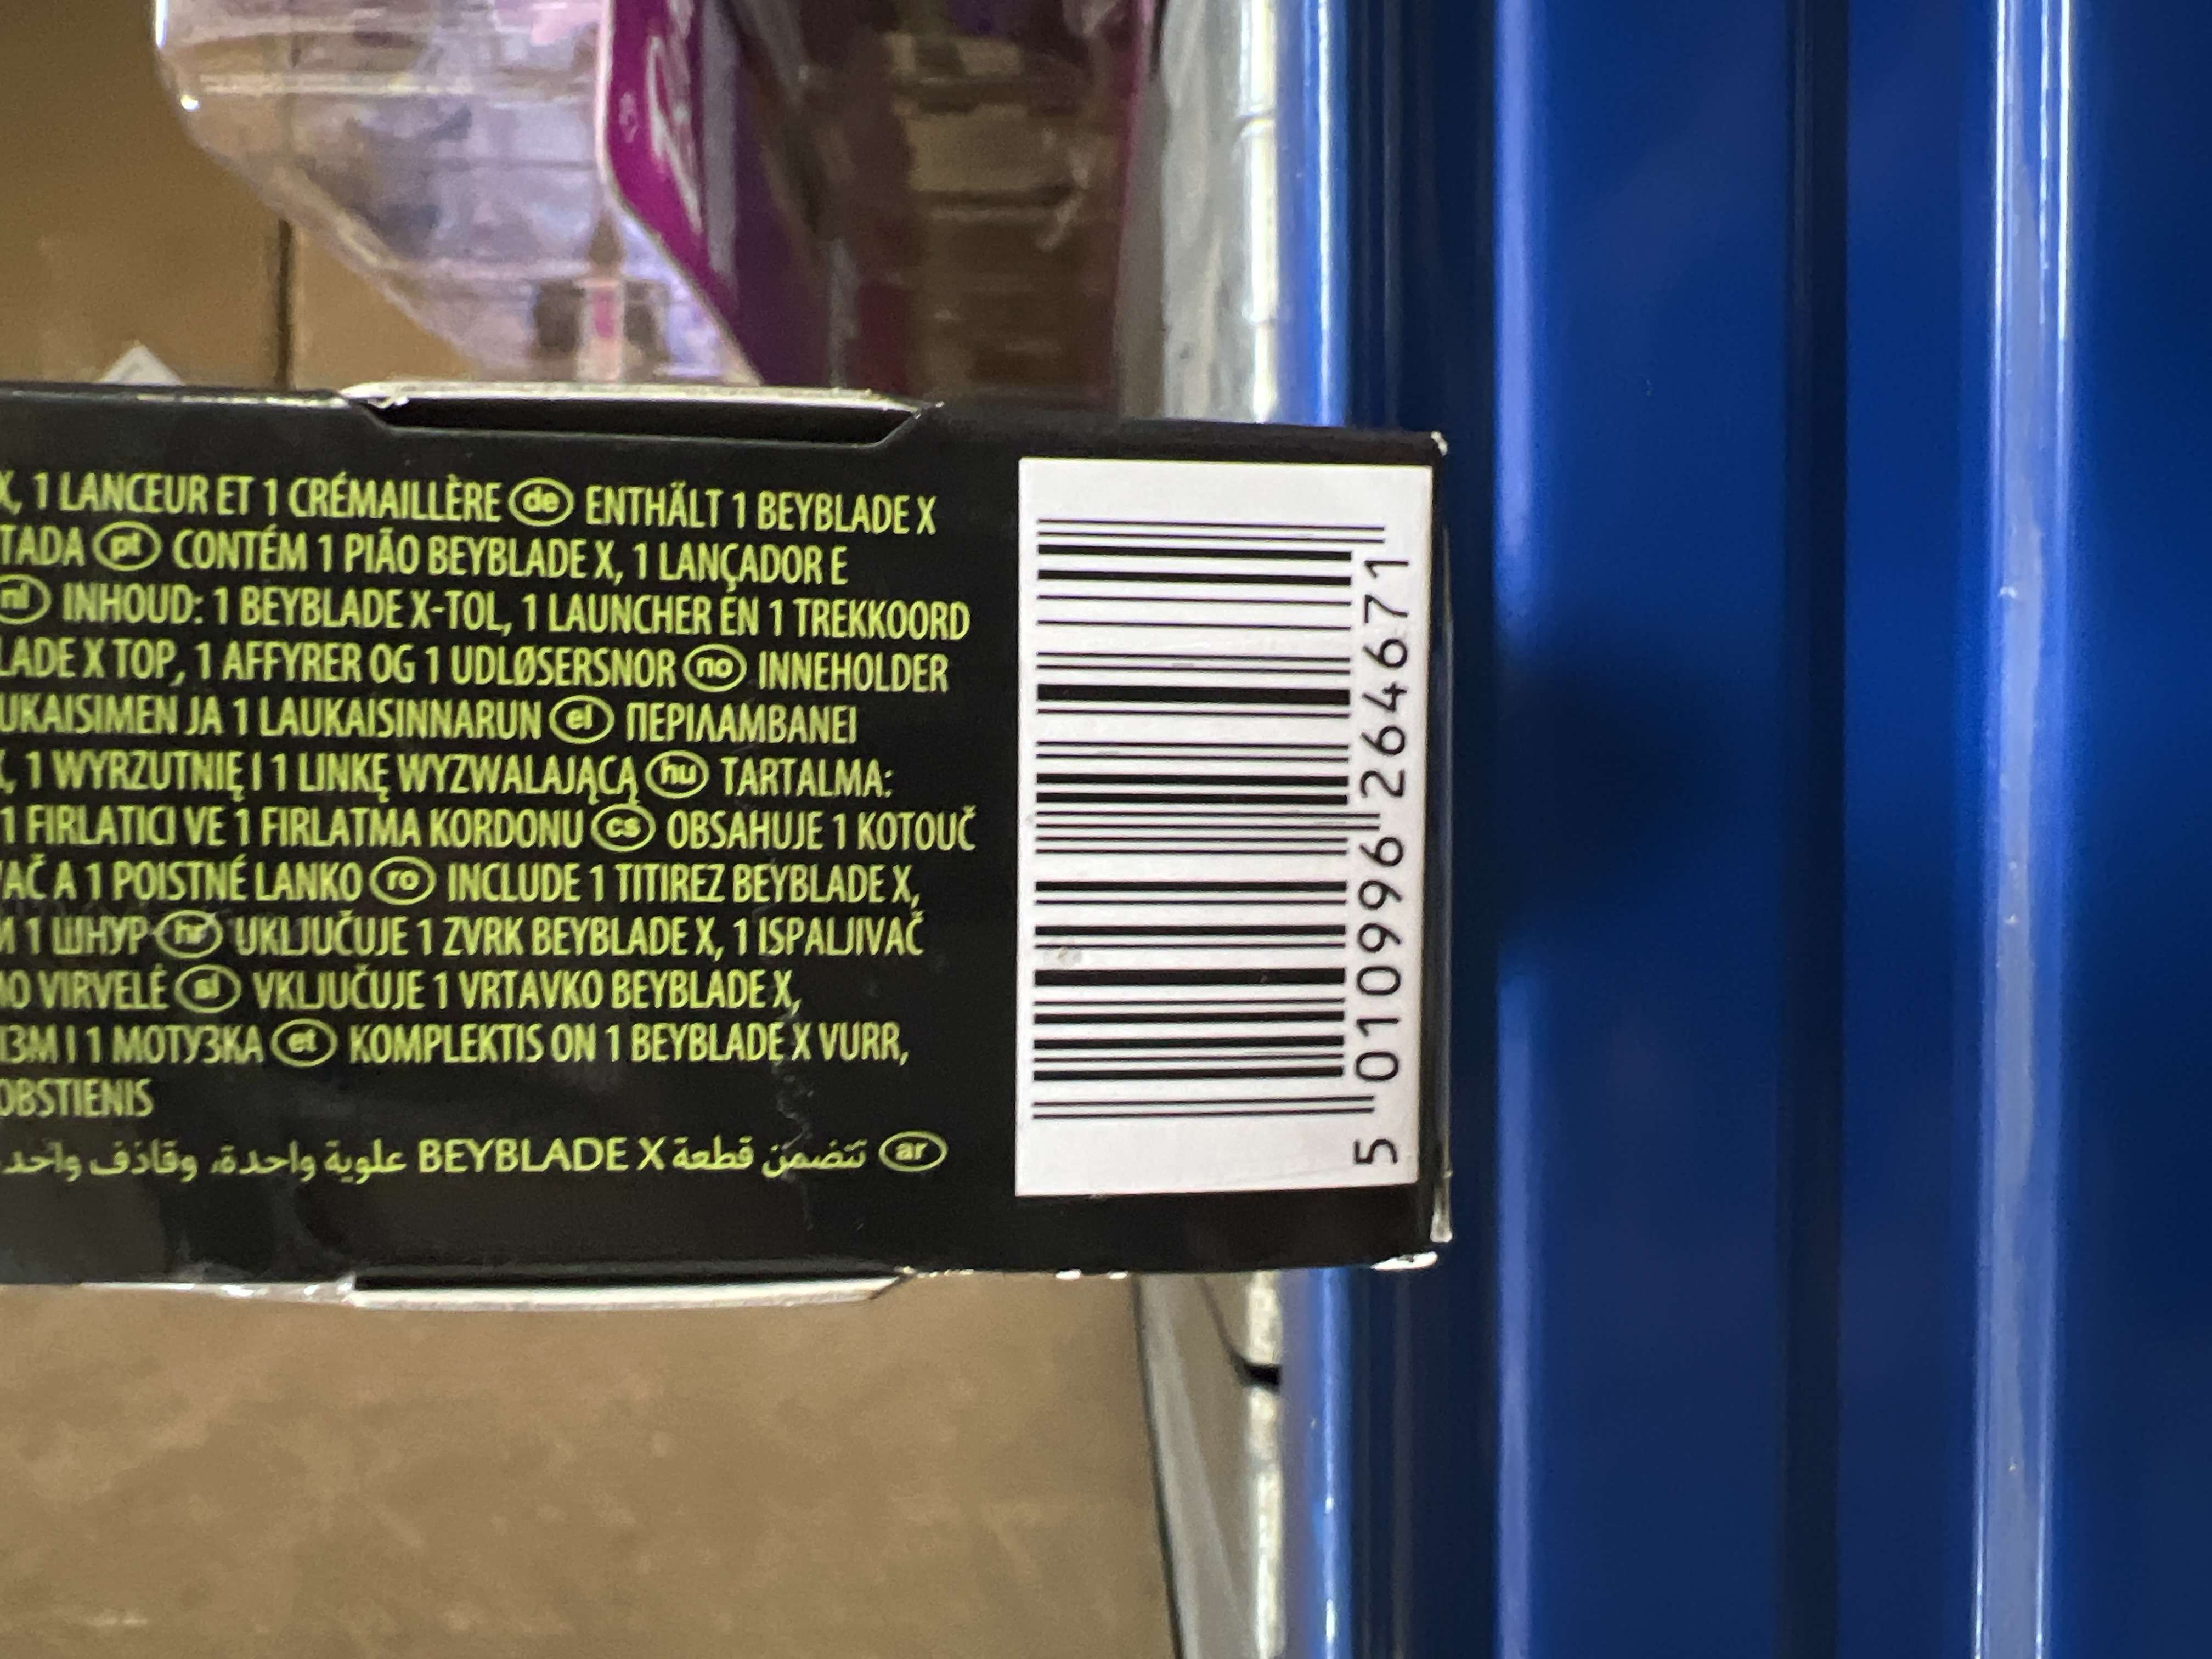 X, 1 LANCEUR ET 1 CRÉMAILLÈRE de ENTHÄLT 1 BEYBLADE X
TADA pt CONTÉM 1 PIÃO BEYBLADE X, 1 LANÇADOR E
nl INHOUD: 1 BEYBLADE X-TOL, 1 LAUNCHER EN 1 TREKKOORD
LADE X TOP, 1 AFFYRER OG 1 UDLØSERSNOR no INNEHOLDER
UKAISIMEN JA 1 LAUKAISINNARUN el ΠΕΡΙΛΑΜΒΑΝΕΙ
X, 1 WYRZUTNIĘ I 1 LINKĘ WYZWALAJĄCĄ hu TARTALMA:
1 FIRLATICI VE 1 FIRLATMA KORDONU cs OBSAHUJE 1 KOTOUČ
VAČ A 1 POISTNÉ LANKO ro INCLUDE 1 TITIREZ BEYBLADE X,
И 1 ШНУР hr UKLJUČUJE 1 ZVRK BEYBLADE X, 1 ISPALJIVAČ
MO VIRVELĖ sl VKLJUČUJE 1 VRTAVKO BEYBLADE X,
ІЗМ І 1 МОТУЗКА et KOMPLEKTIS ON 1 BEYBLADE X VURR,
OBSTIENIS
ar تتضمن قطعة BEYBLADE X علوية واحدة، وقاذف واحد
5 010996 264671